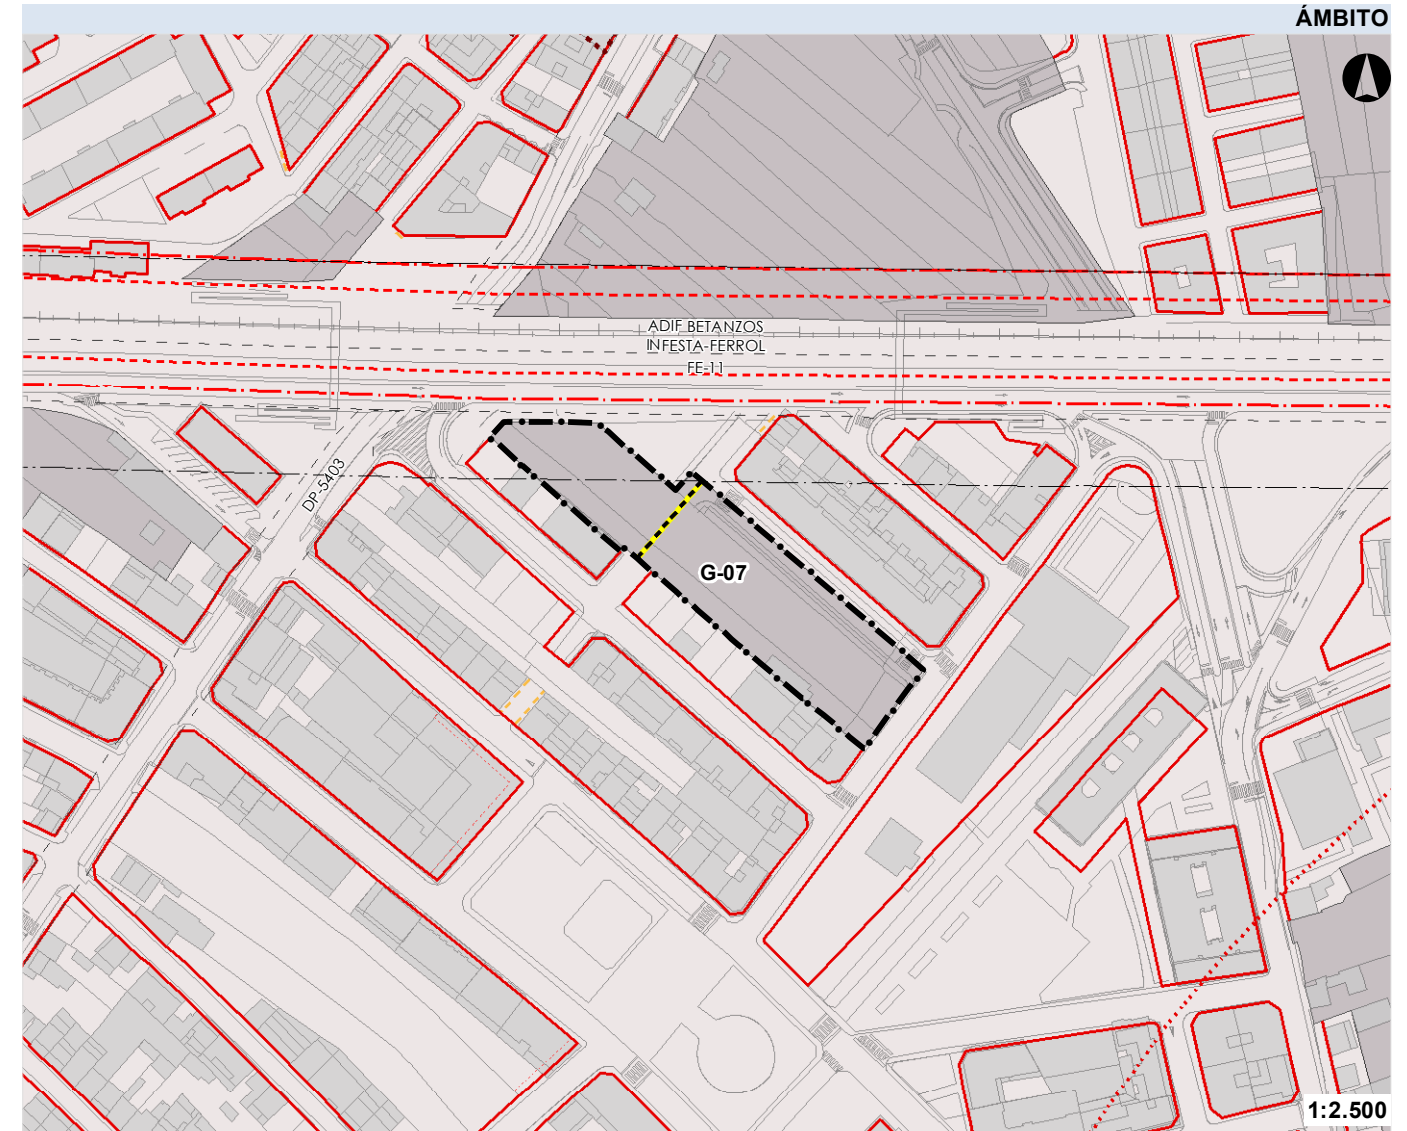 ÁMBITO
ADIF BETANZOS
INFESTA-FERROL
FE-11
DP-5403
G-07
1:2.500